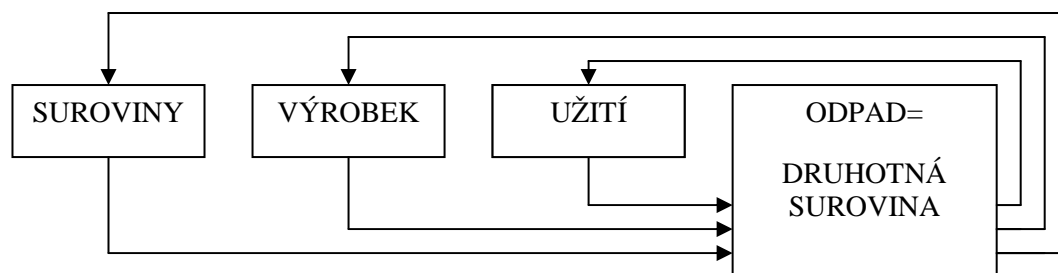 SUROVINY
VÝROBEK
UŽITÍ
ODPAD=
DRUHOTNÁ
SUROVINA